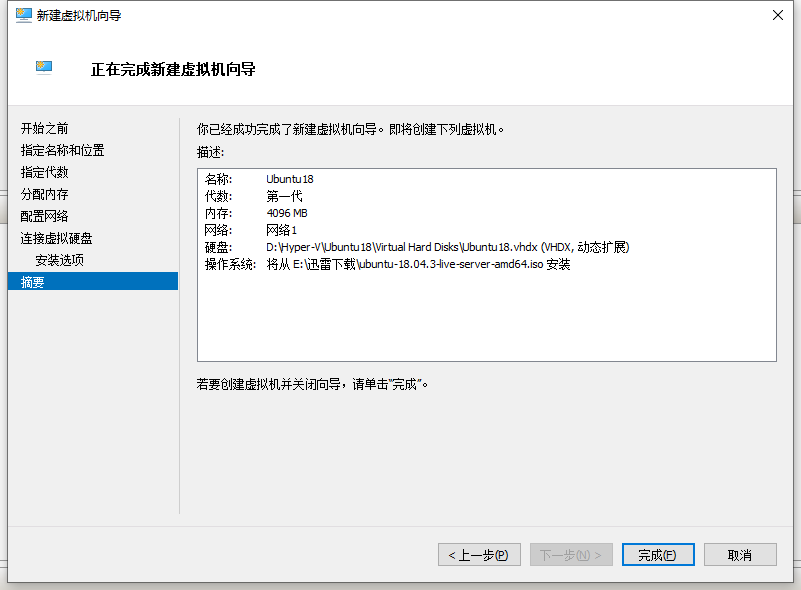 新建虚拟机向导
正在完成新建虚拟机向导
开始之前
指定名称和位置
指定代数
分配内存
配置网络
连接虚拟硬盘
安装选项
摘要
你已经成功完成了新建虚拟机向导。即将创建下列虚拟机。
描述:
名称: Ubuntu18
代数: 第一代
内存: 4096 MB
网络: 网络1
硬盘: D:\Hyper-V\Ubuntu18\Virtual Hard Disks\Ubuntu18.vhdx (VHDX, 动态扩展)
操作系统: 将从 E:\迅雷下载\ubuntu-18.04.3-live-server-amd64.iso 安装
若要创建虚拟机并关闭向导，请单击"完成"。
< 上一步(P) 下一步(N) > 完成(F) 取消